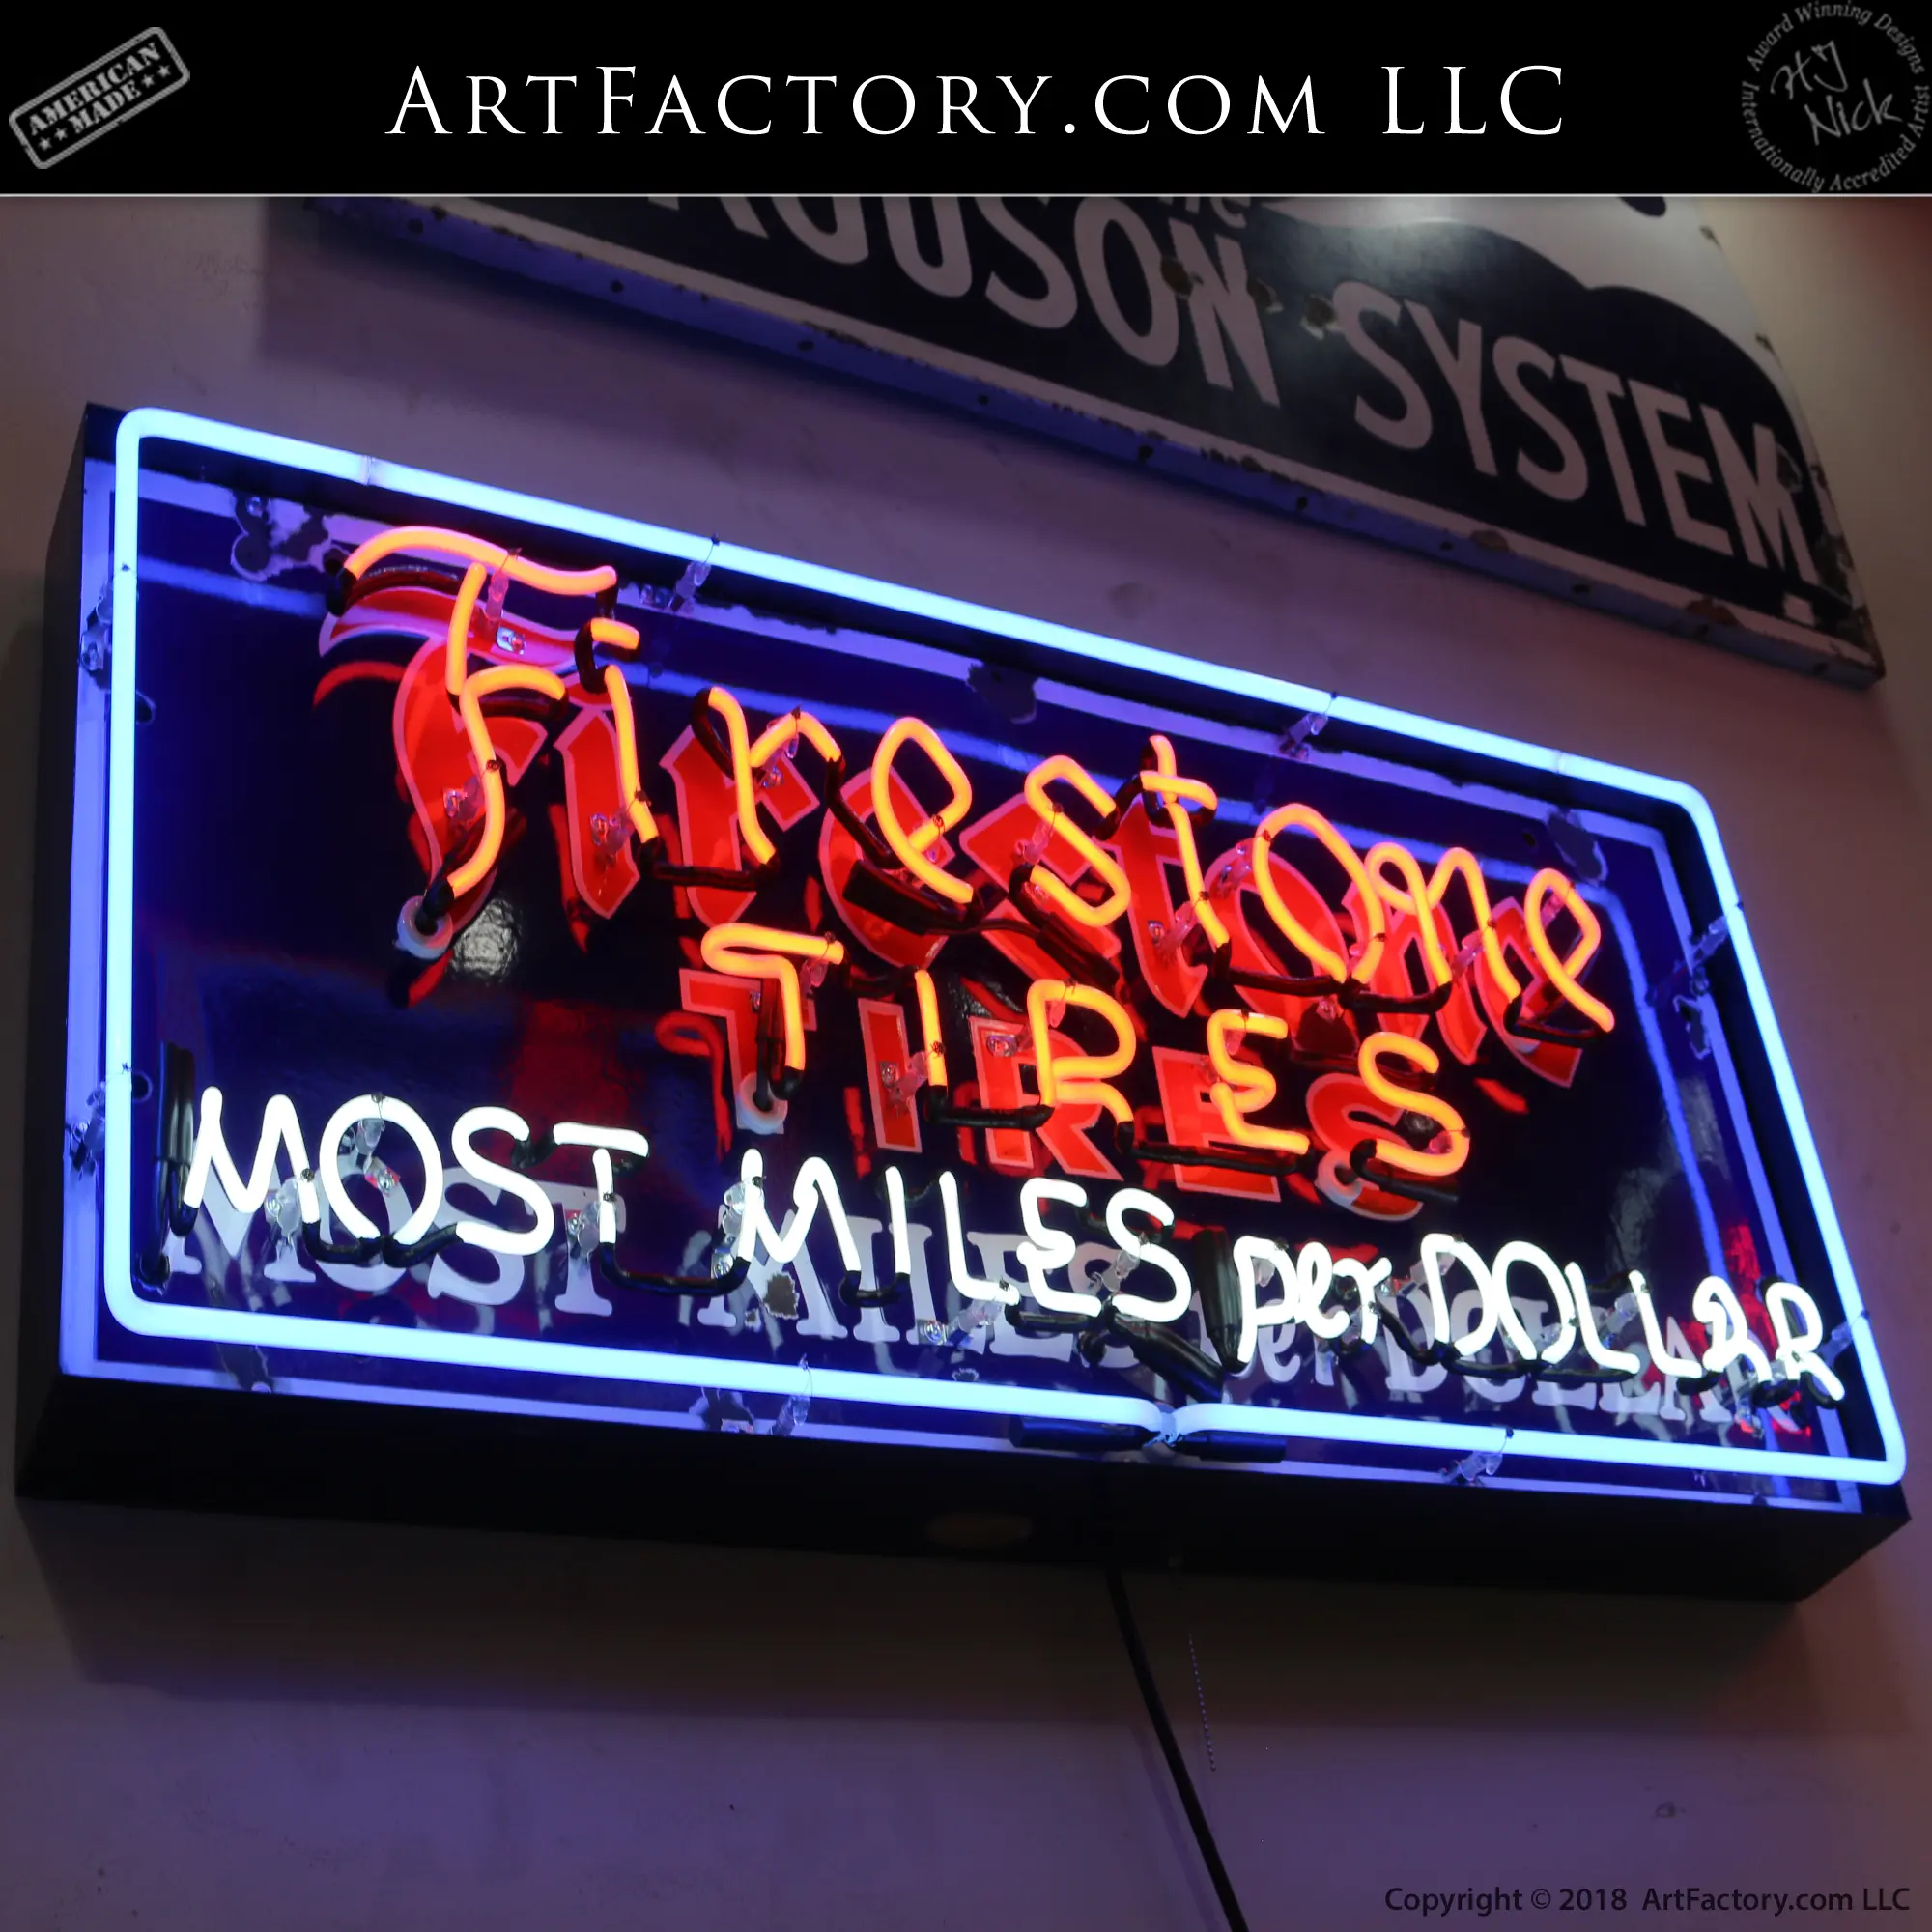 AMERICAN
★★ MADE ★★
ARTFACTORY.COM LLC
Award Winning Designs
HJ
Nick
Internationally Accredited Artist
SYSTEM
Firestone
TIRES
MOST MILES per DOLLAR
Copyright © 2018 ArtFactory.com LLC